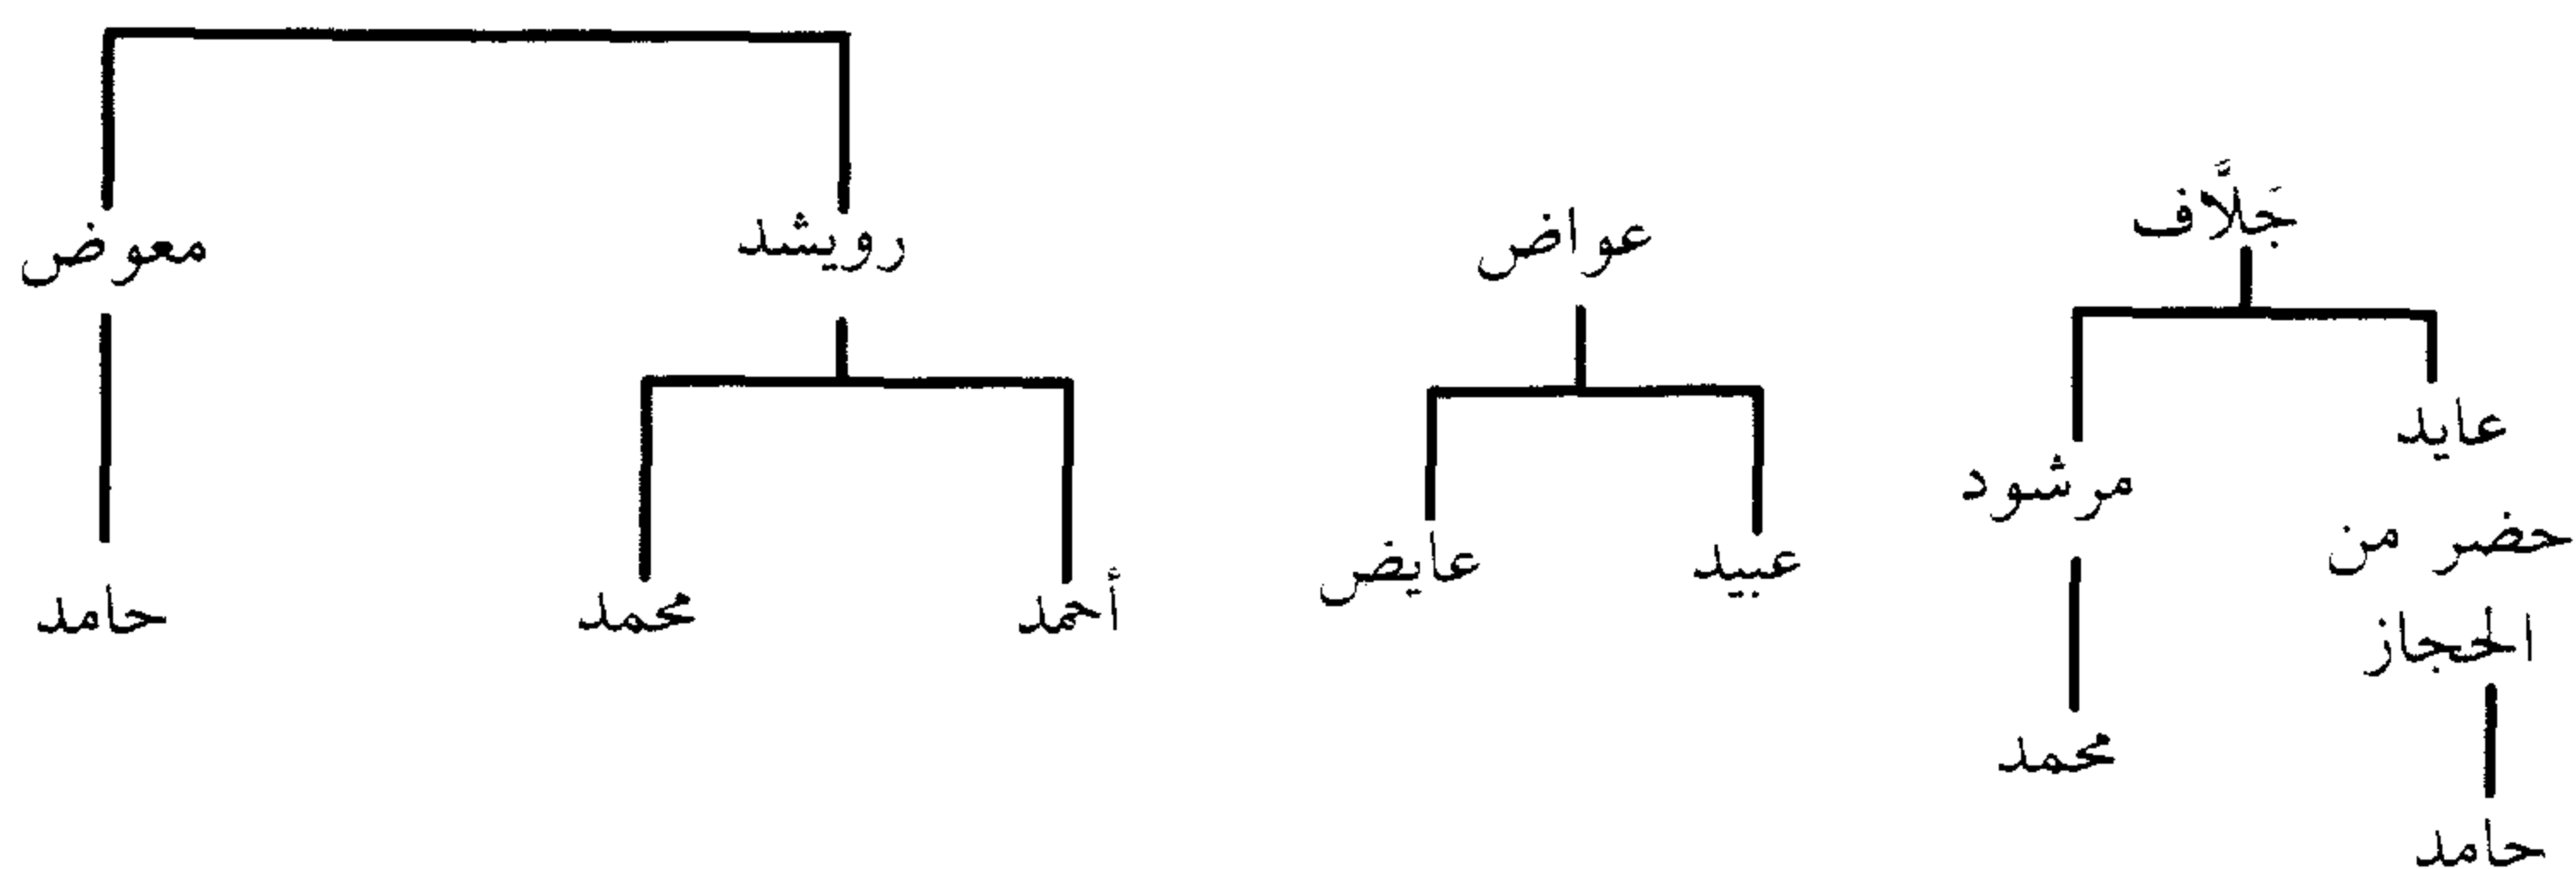 جَلَّاف
عواض
رويشد
معوض
عايد
مرشود
حضر من
الحجاز
عبيد
عايض
أحمد
محمد
حامد
محمد
حامد